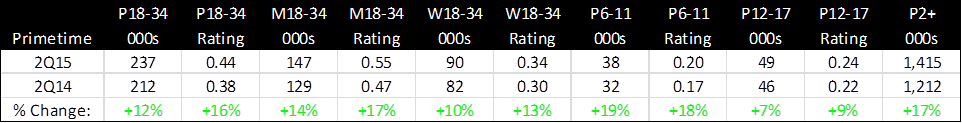 P18-34 P18-34 M18-34 M18-34 W18-34 W18-34 P6-11 P6-11 P12-17 P12-17 P2+
Primetime 000s Rating 000s Rating 000s Rating 000s Rating 000s Rating 000s
2Q15 237 0.44 147 0.55 90 0.34 38 0.20 49 0.24 1,415
2Q14 212 0.38 129 0.47 82 0.30 32 0.17 46 0.22 1,212
% Change: +12% +16% +14% +17% +10% +13% +19% +18% +7% +9% +17%